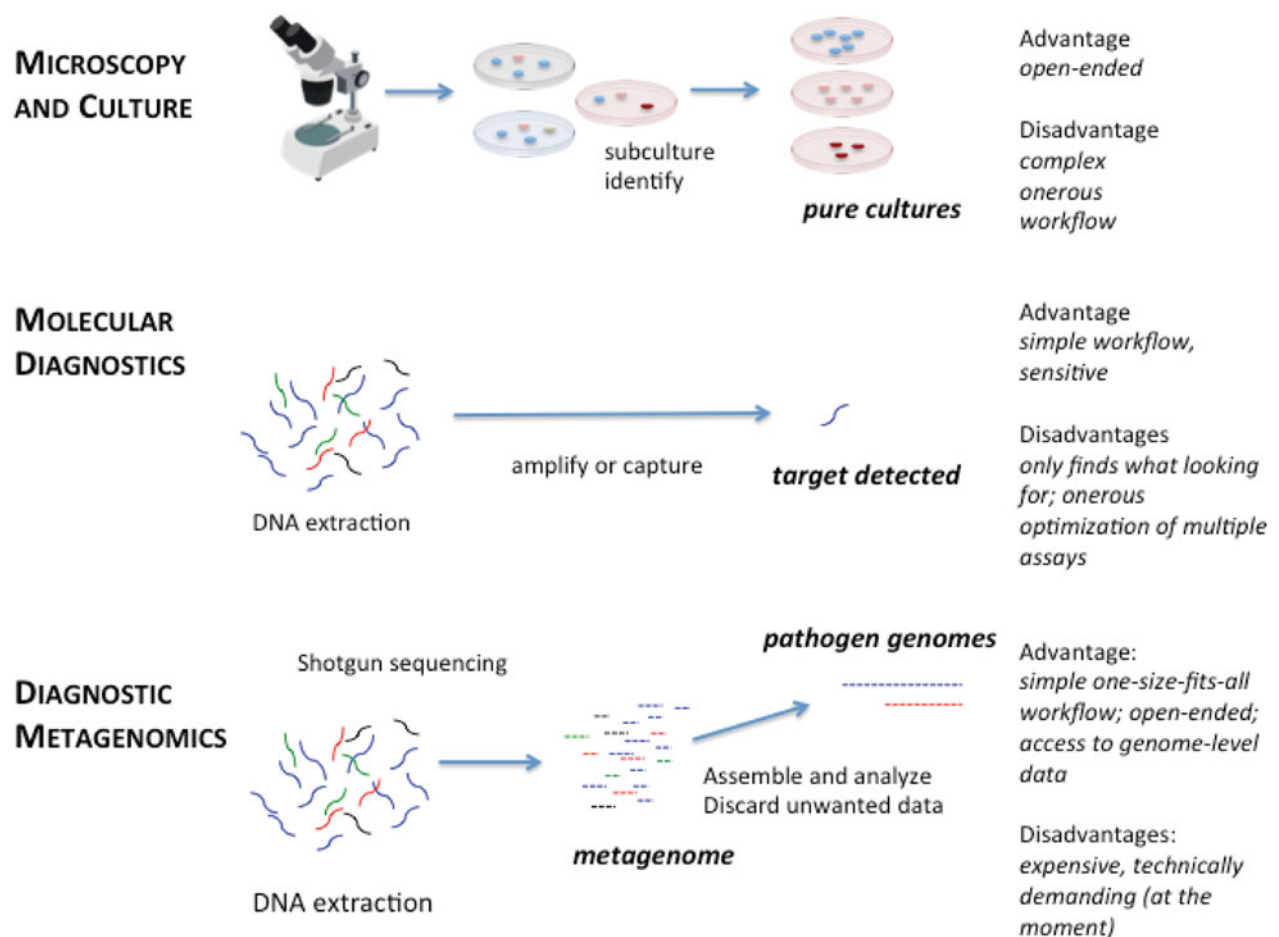 MICROSCOPY
AND CULTURE
subculture
identify
pure cultures
Advantage
open-ended
Disadvantage
complex
onerous
workflow
MOLECULAR
DIAGNOSTICS
DNA extraction
amplify or capture
target detected
Advantage
simple workflow,
sensitive
Disadvantages
only finds what looking
for; onerous
optimization of multiple
assays
DIAGNOSTIC
METAGENOMICS
Shotgun sequencing
DNA extraction
metagenome
Assemble and analyze
Discard unwanted data
pathogen genomes
Advantage:
simple one-size-fits-all
workflow; open-ended;
access to genome-level
data
Disadvantages:
expensive, technically
demanding (at the
moment)